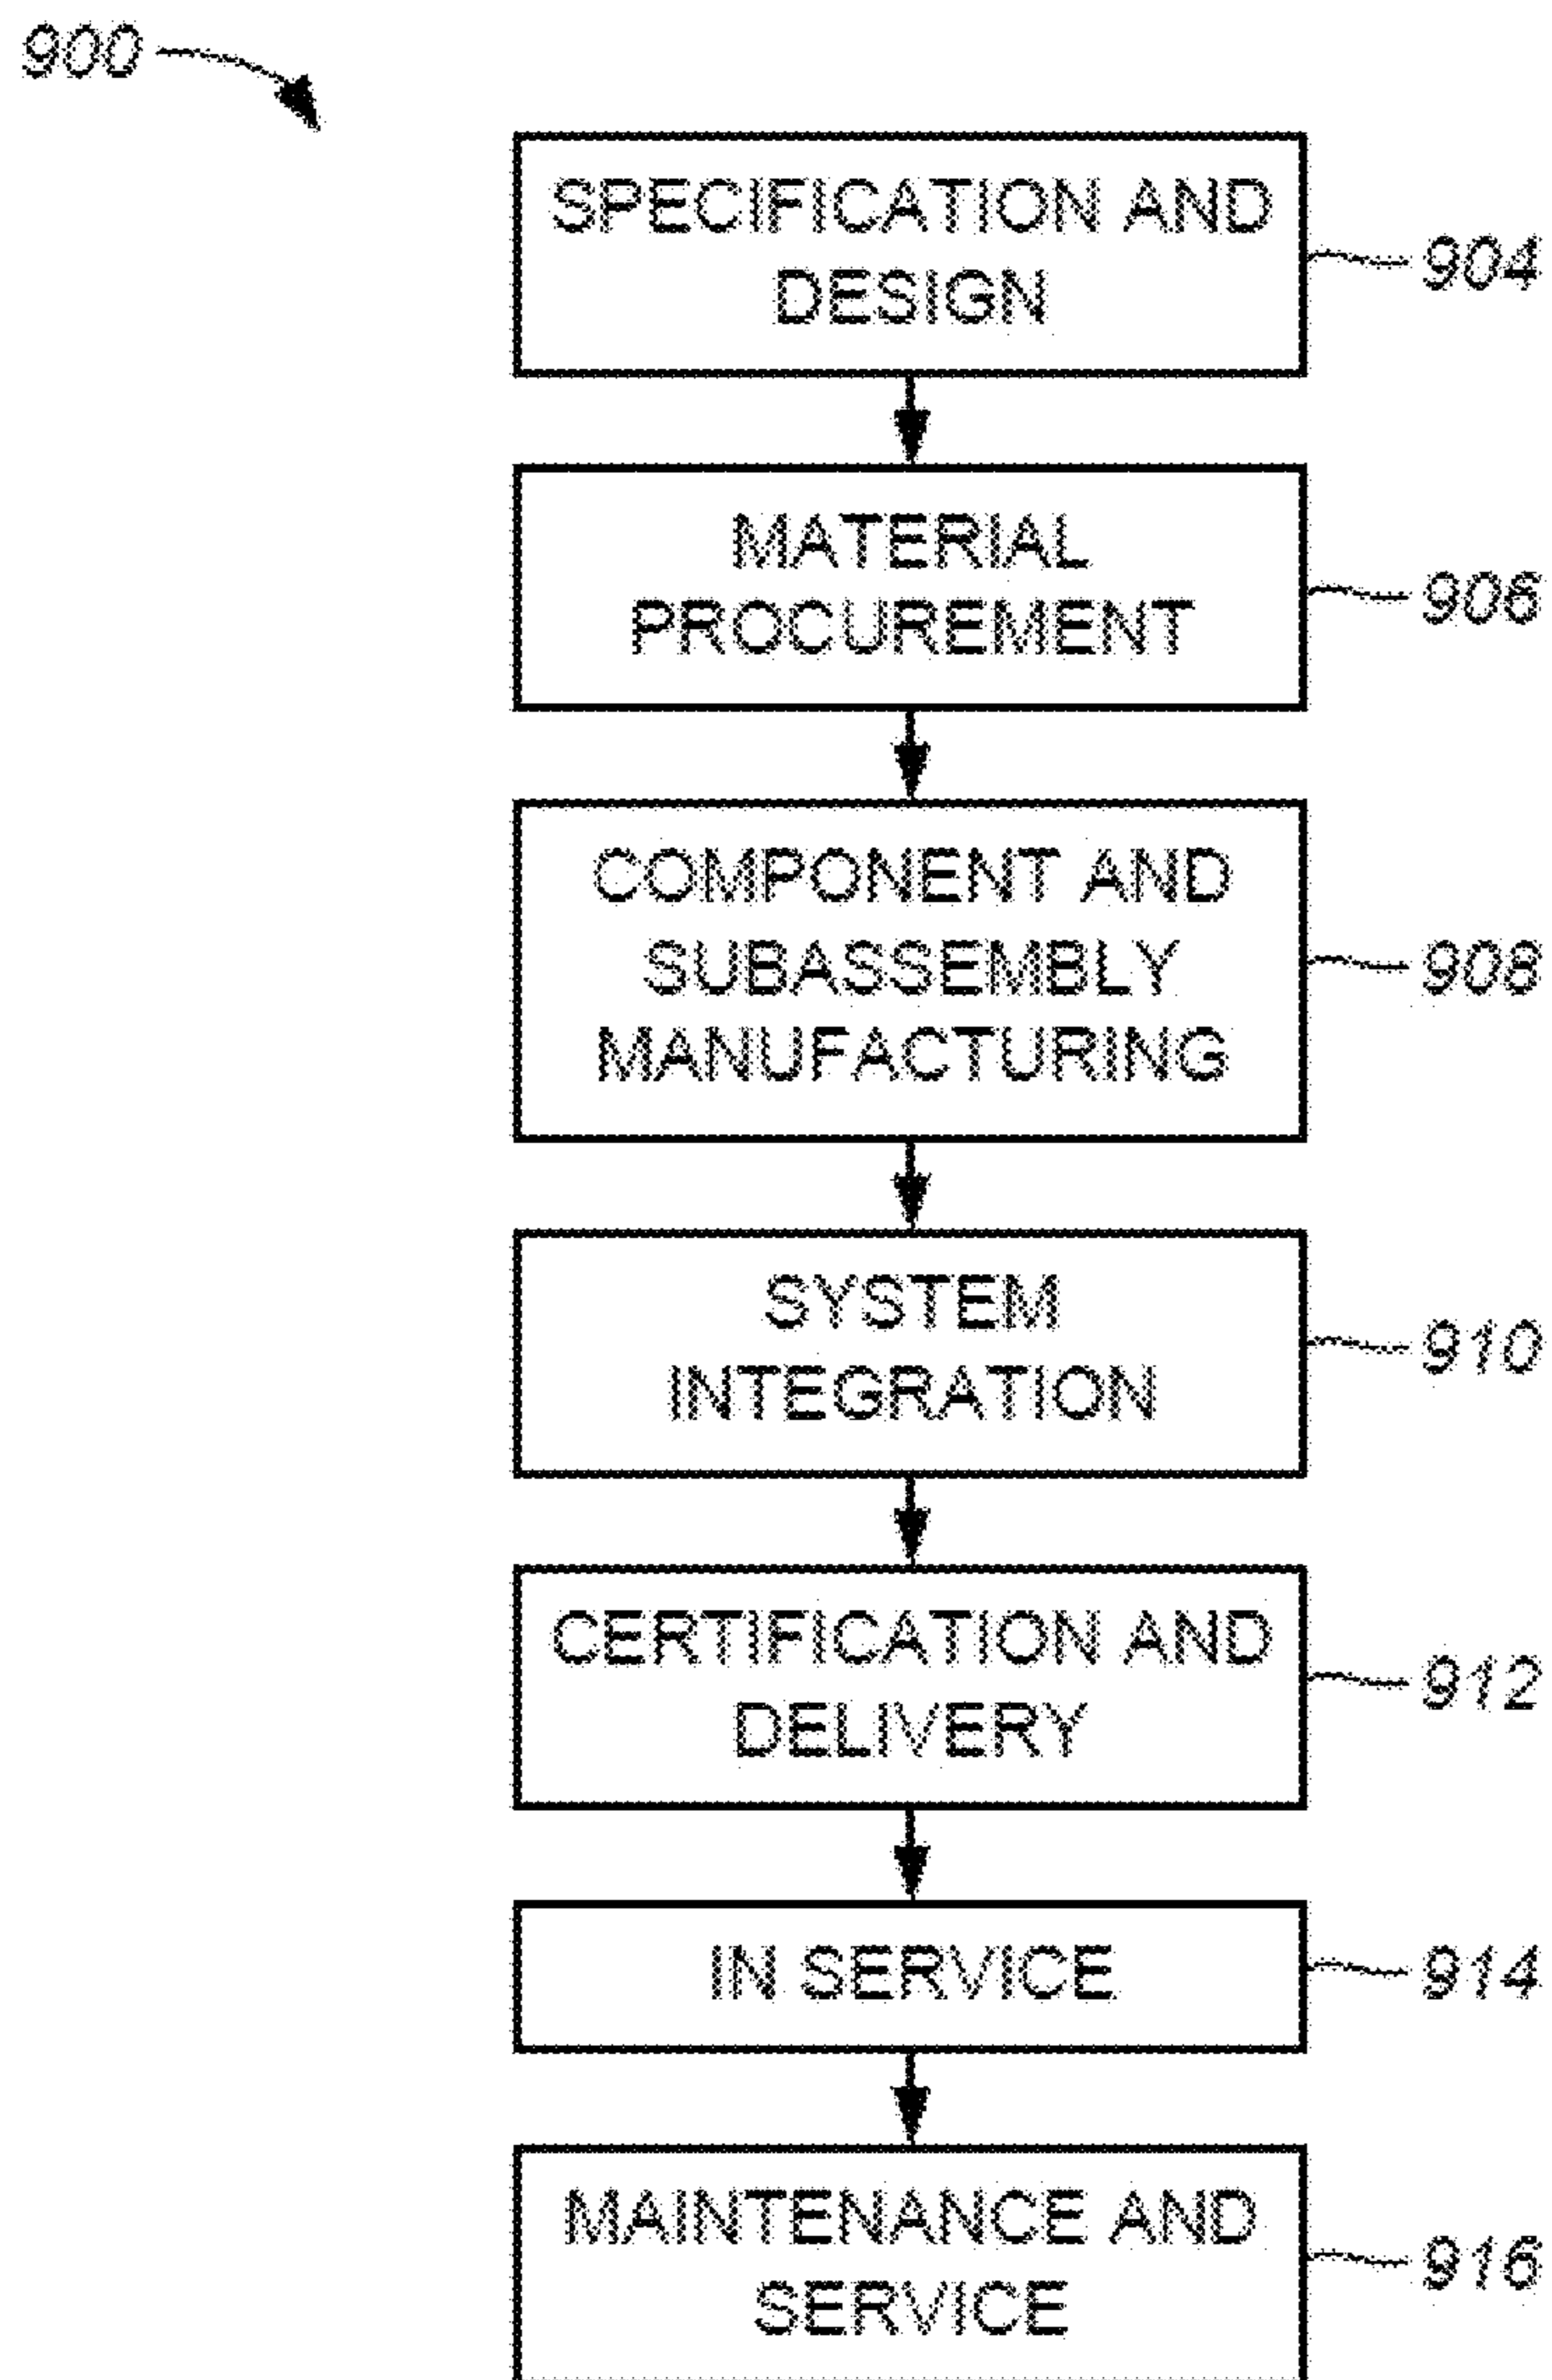 900
SPECIFICATION AND
DESIGN
904
MATERIAL
PROCUREMENT
906
COMPONENT AND
SUBASSEMBLY
MANUFACTURING
908
SYSTEM
INTEGRATION
910
CERTIFICATION AND
DELIVERY
912
IN SERVICE
914
MAINTENANCE AND
SERVICE
916